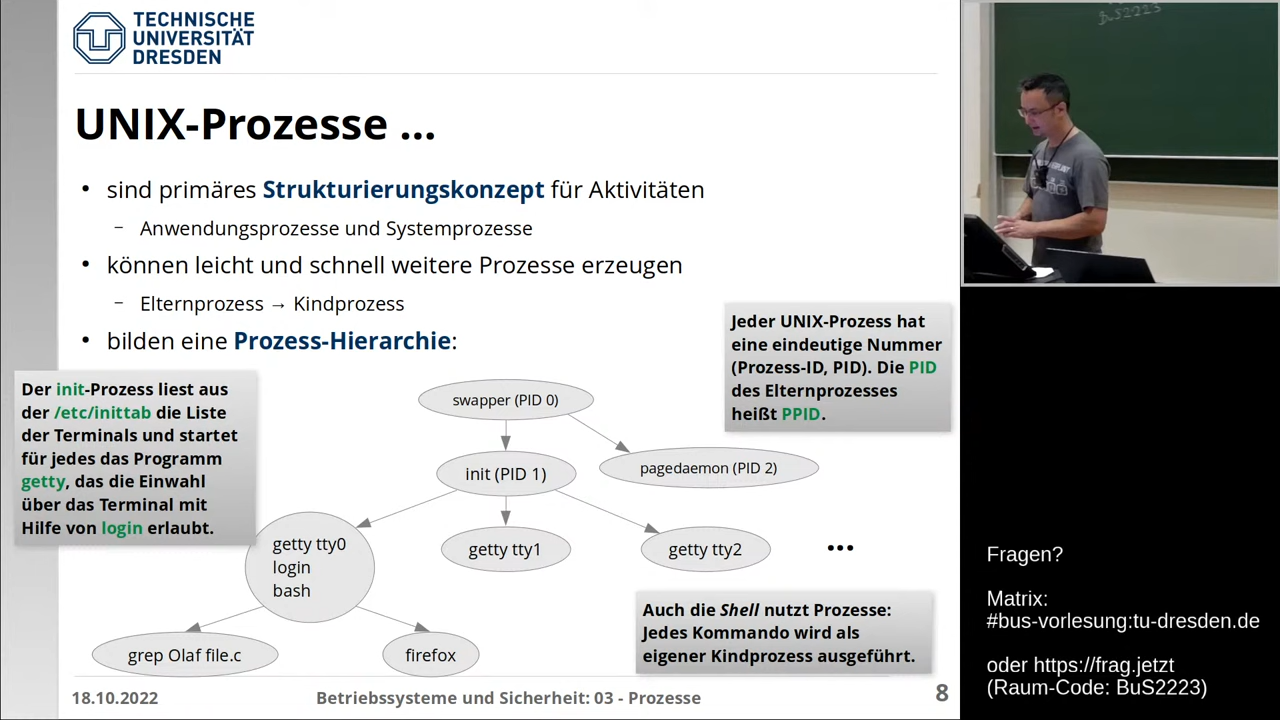 TECHNISCHE
UNIVERSITÄT
DRESDEN
UNIX-Prozesse ...
• sind primäres Strukturierungskonzept für Aktivitäten
– Anwendungsprozesse und Systemprozesse
• können leicht und schnell weitere Prozesse erzeugen
– Elternprozess → Kindprozess
• bilden eine Prozess-Hierarchie:
Jeder UNIX-Prozess hat
eine eindeutige Nummer
(Prozess-ID, PID). Die PID
des Elternprozesses
heißt PPID.
Der init-Prozess liest aus
der /etc/inittab die Liste
der Terminals und startet
für jedes das Programm
getty, das die Einwahl
über das Terminal mit
Hilfe von login erlaubt.
swapper (PID 0)
init (PID 1)
pagedaemon (PID 2)
getty tty0
login
bash
getty tty1
getty tty2
...
grep Olaf file.c
firefox
Auch die Shell nutzt Prozesse:
Jedes Kommando wird als
eigener Kindprozess ausgeführt.
18.10.2022
Betriebssysteme und Sicherheit: 03 - Prozesse
8
BuS2223
Fragen?
Matrix:
#bus-vorlesung:tu-dresden.de
oder https://frag.jetzt
(Raum-Code: BuS2223)